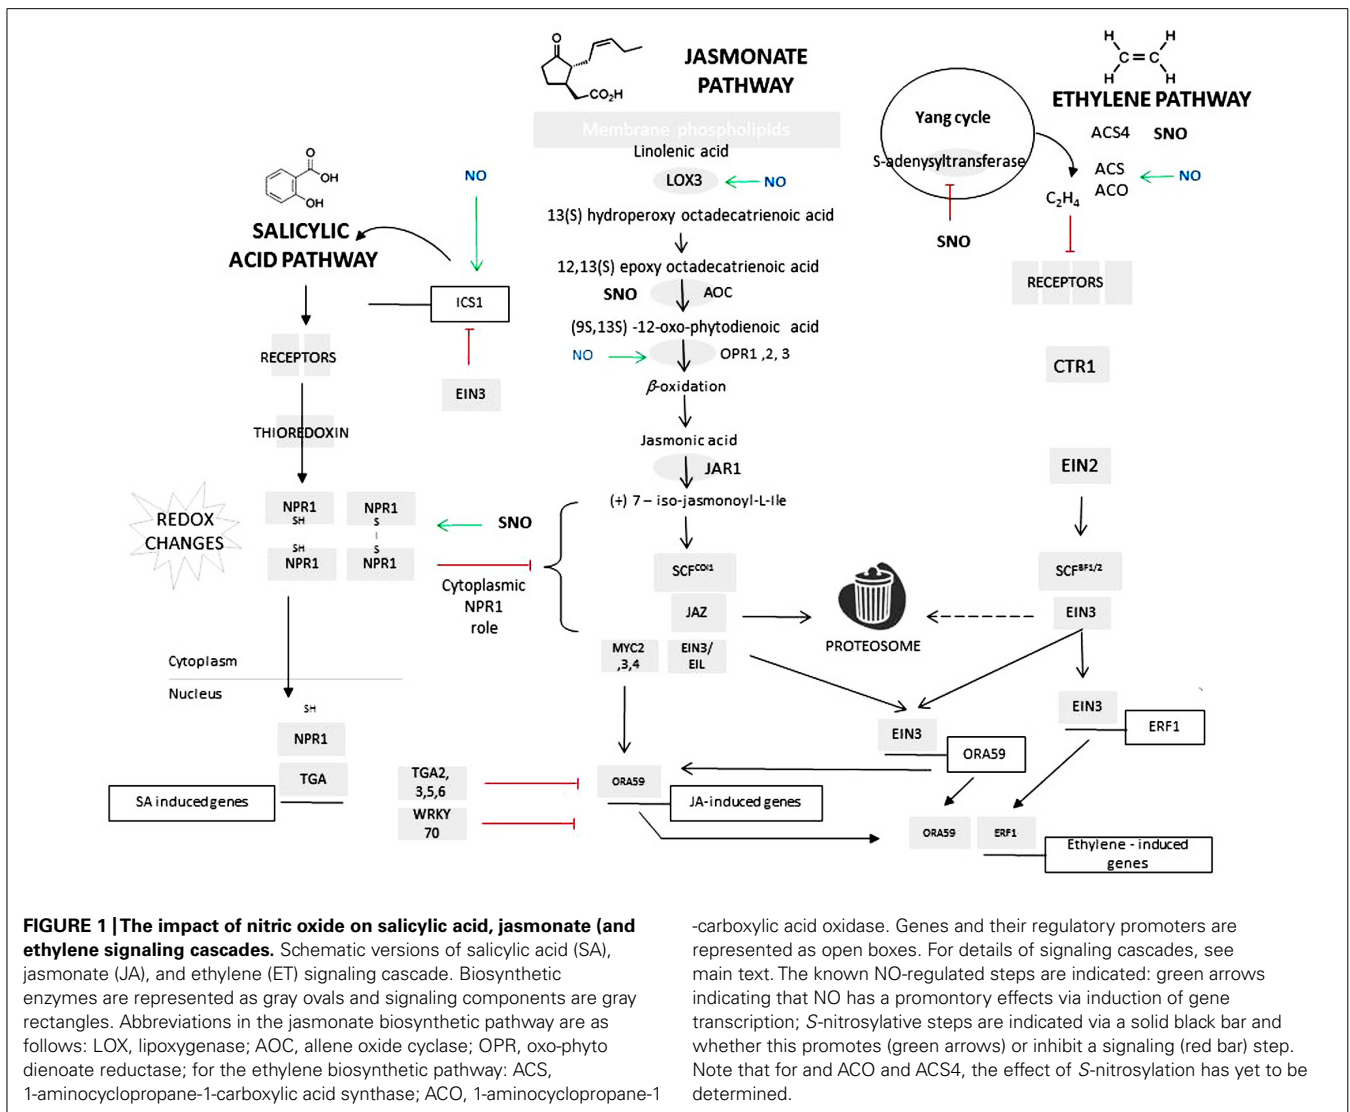 O
CO₂H
JASMONATE
PATHWAY
Membrane phospholipids
Linolenic acid
LOX3
NO
13(S) hydroperoxy octadecatrienoic acid
12,13(S) epoxy octadecatrienoic acid
SNO
AOC
(9S,13S) -12-oxo-phytodienoic acid
NO
OPR1 ,2, 3
β-oxidation
Jasmonic acid
JAR1
(+) 7 – iso-jasmonoyl-L-Ile
SCF^COI1
JAZ
MYC2
,3,4
EIN3/
EIL
O
OH
OH
SALICYLIC
ACID PATHWAY
NO
ICS1
EIN3
RECEPTORS
THIOREDOXIN
REDOX
CHANGES
NPR1
SH
SH
NPR1
NPR1
S
S
NPR1
SNO
Cytoplasmic
NPR1
role
Cytoplasm
Nucleus
SH
NPR1
TGA
SA induced genes
TGA2,
3,5,6
WRKY
70
ORA59
JA-induced genes
H H
C=C
H H
ETHYLENE PATHWAY
Yang cycle
S-adenysyltransferase
SNO
ACS4 SNO
ACS
ACO
NO
C₂H₄
RECEPTORS
CTR1
EIN2
SCF^BF1/2
EIN3
PROTEOSOME
EIN3
ERF1
EIN3
ORA59
ORA59
ERF1
Ethylene - induced
genes
FIGURE 1 | The impact of nitric oxide on salicylic acid, jasmonate (and
ethylene signaling cascades. Schematic versions of salicylic acid (SA),
jasmonate (JA), and ethylene (ET) signaling cascade. Biosynthetic
enzymes are represented as gray ovals and signaling components are gray
rectangles. Abbreviations in the jasmonate biosynthetic pathway are as
follows: LOX, lipoxygenase; AOC, allene oxide cyclase; OPR, oxo-phyto
dienoate reductase; for the ethylene biosynthetic pathway: ACS,
1-aminocyclopropane-1-carboxylic acid synthase; ACO, 1-aminocyclopropane-1
-carboxylic acid oxidase. Genes and their regulatory promoters are
represented as open boxes. For details of signaling cascades, see
main text. The known NO-regulated steps are indicated: green arrows
indicating that NO has a promontory effects via induction of gene
transcription; S-nitrosylative steps are indicated via a solid black bar and
whether this promotes (green arrows) or inhibit a signaling (red bar) step.
Note that for and ACO and ACS4, the effect of S-nitrosylation has yet to be
determined.